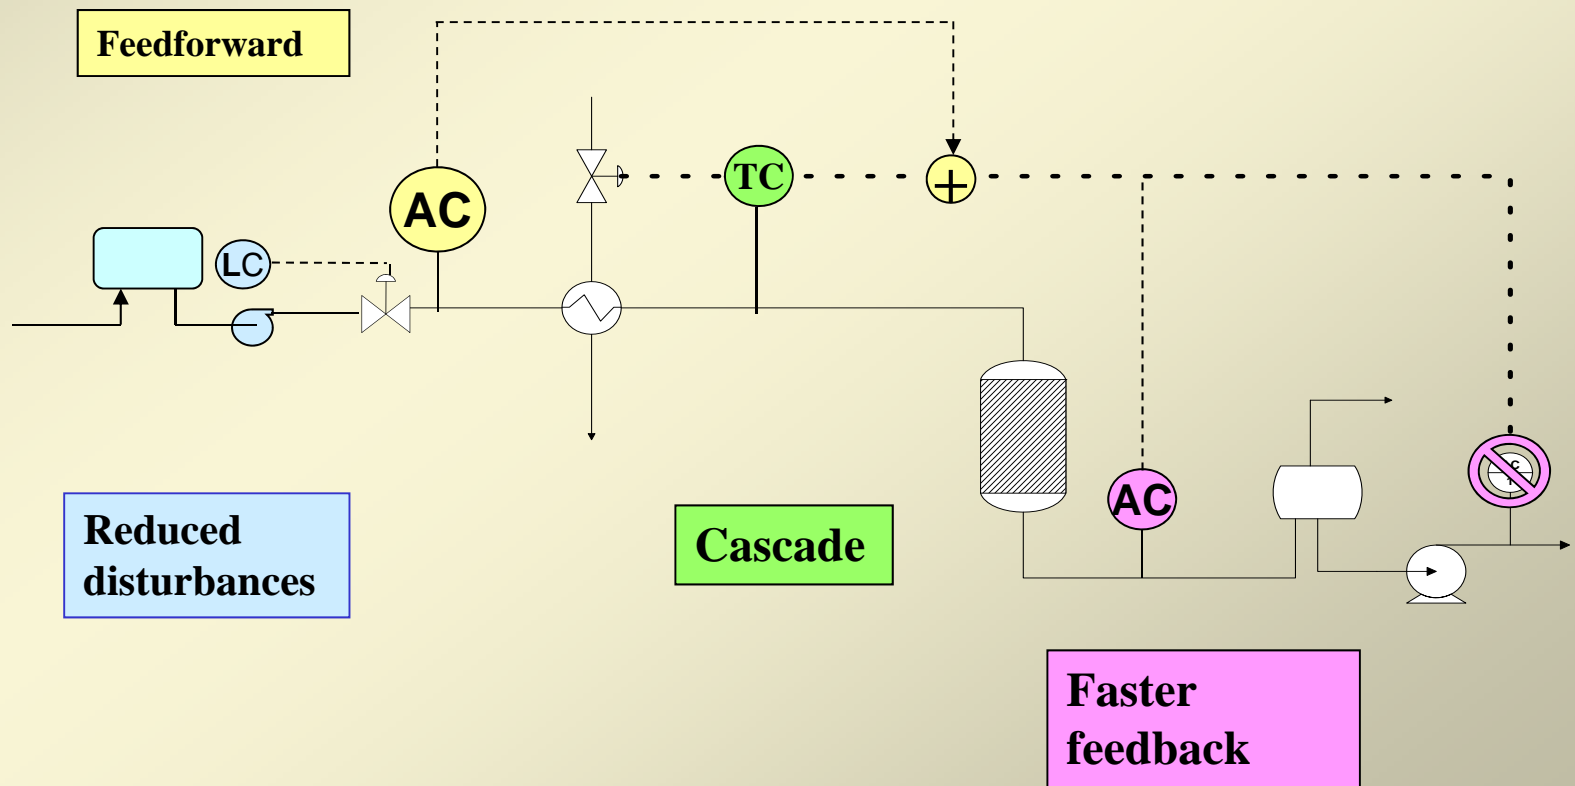 Feedforward
TC
+
AC
LC
AC
Reduced
disturbances
Cascade
Faster
feedback